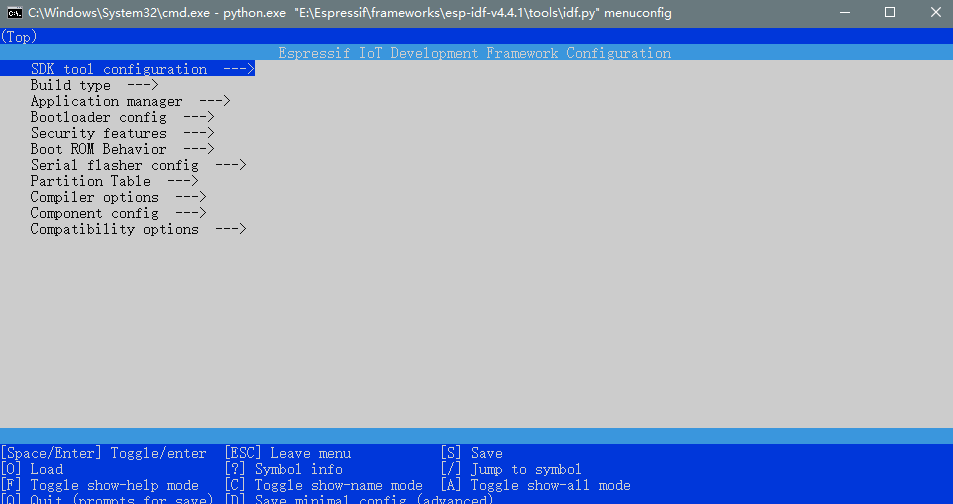 C:\Windows\System32\cmd.exe - python.exe  "E:\Espressif\frameworks\esp-idf-v4.4.1\tools\idf.py" menuconfig
(Top)
Espressif IoT Development Framework Configuration
SDK tool configuration  --->
Build type  --->
Application manager  --->
Bootloader config  --->
Security features  --->
Boot ROM Behavior  --->
Serial flasher config  --->
Partition Table  --->
Compiler options  --->
Component config  --->
Compatibility options  --->
[Space/Enter] Toggle/enter  [ESC] Leave menu           [S] Save
[O] Load                    [?] Symbol info            [/] Jump to symbol
[F] Toggle show-help mode   [C] Toggle show-name mode  [A] Toggle show-all mode
[Q] Quit (prompts for save) [D] Save minimal config (advanced)